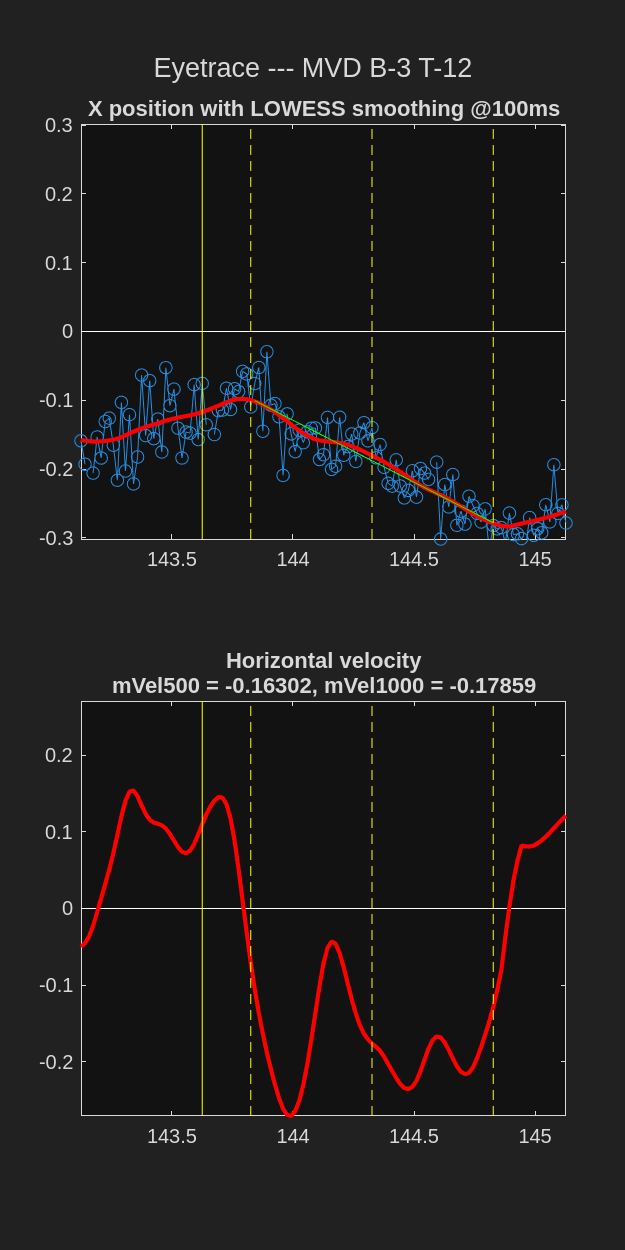 Eyetrace --- MVD B-3 T-12
X position with LOWESS smoothing @100ms
0.3
0.2
0.1
0
-0.1
-0.2
-0.3
143.5 144 144.5 145
Horizontal velocity
mVel500 = -0.16302, mVel1000 = -0.17859
0.2
0.1
0
-0.1
-0.2
143.5 144 144.5 145